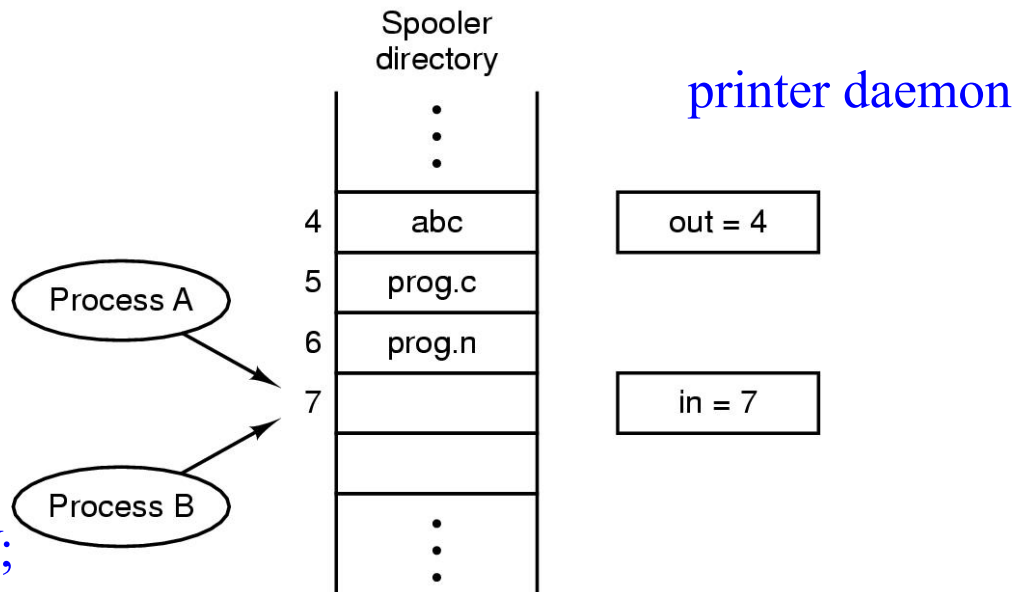 Spooler
directory
printer daemon
4 abc out = 4
5 prog.c
Process A
6 prog.n
7 in = 7
Process B
;